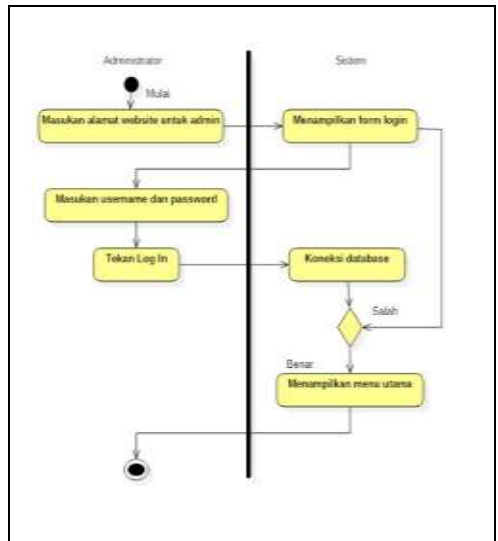 Administrator
Sistem
Mulai
Masukan alamat website untuk admin
Menampilkan form login
Masukan username dan password
Tekan Log In
Koneksi database
Salah
Benar
Menampilkan menu utama